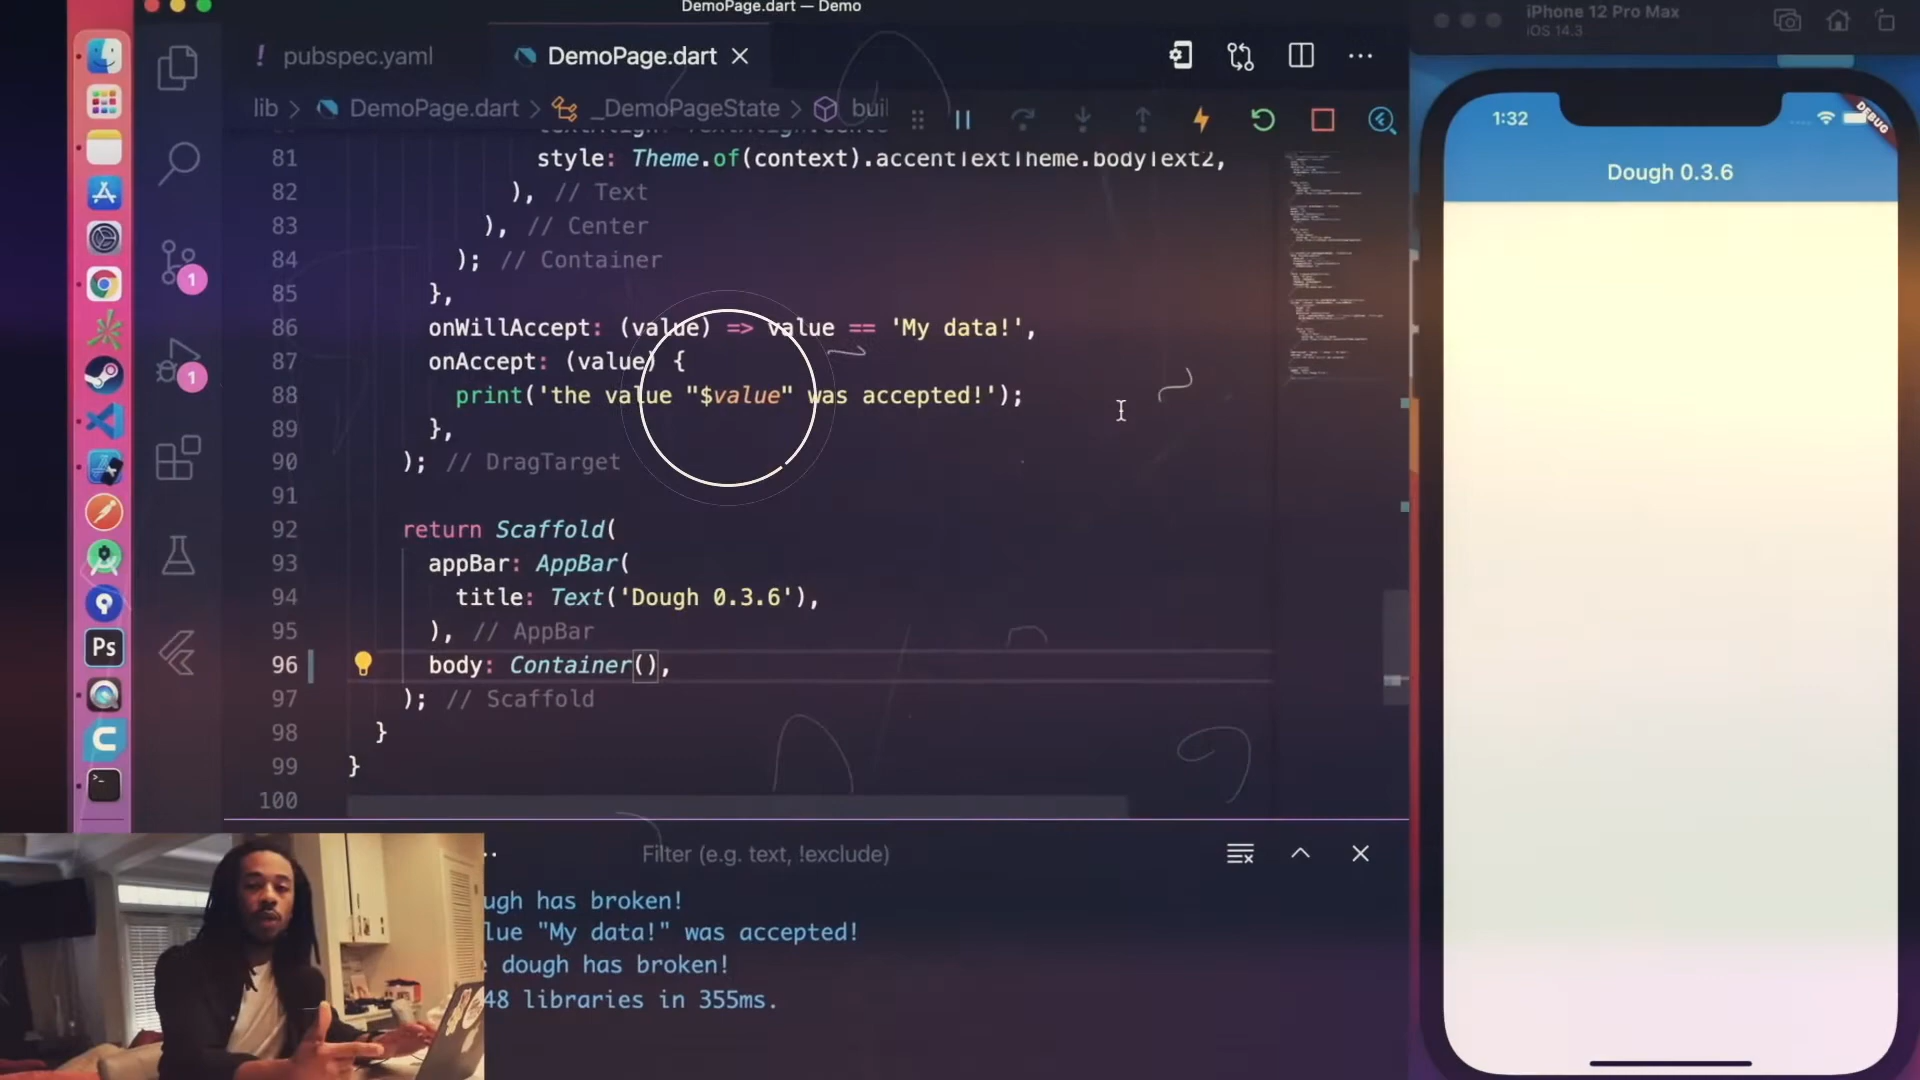 DemoPage.dart — Demo
! pubspec.yaml
DemoPage.dart
lib > DemoPage.dart > _DemoPageState > buil
81 style: Theme.of(context).accentTextTheme.bodyText2,
82 ), // Text
83 ), // Center
84 ); // Container
85 },
86 onWillAccept: (value) => value == 'My data!',
87 onAccept: (value) {
88 print('the value "$value" was accepted!');
89 },
90 ); // DragTarget
91
92 return Scaffold(
93 appBar: AppBar(
94 title: Text('Dough 0.3.6'),
95 ), // AppBar
96 body: Container(),
97 ); // Scaffold
98 }
99 }
100
1
1
Ps
Filter (e.g. text, !exclude)
ugh has broken!
lue "My data!" was accepted!
dough has broken!
48 libraries in 355ms.
iPhone 12 Pro Max
iOS 14.3
1:32
DEBUG
Dough 0.3.6